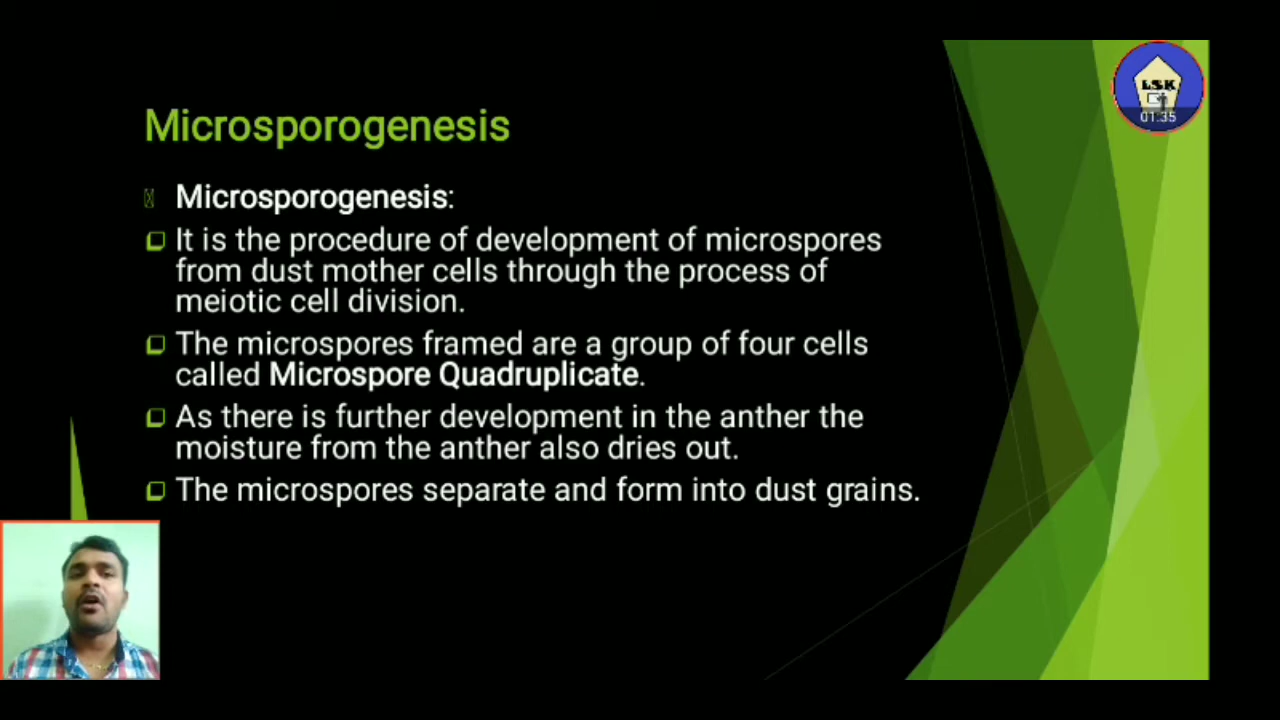 LSK
01:35
Microsporogenesis
Microsporogenesis:
It is the procedure of development of microspores
from dust mother cells through the process of
meiotic cell division.
The microspores framed are a group of four cells
called Microspore Quadruplicate.
As there is further development in the anther the
moisture from the anther also dries out.
The microspores separate and form into dust grains.